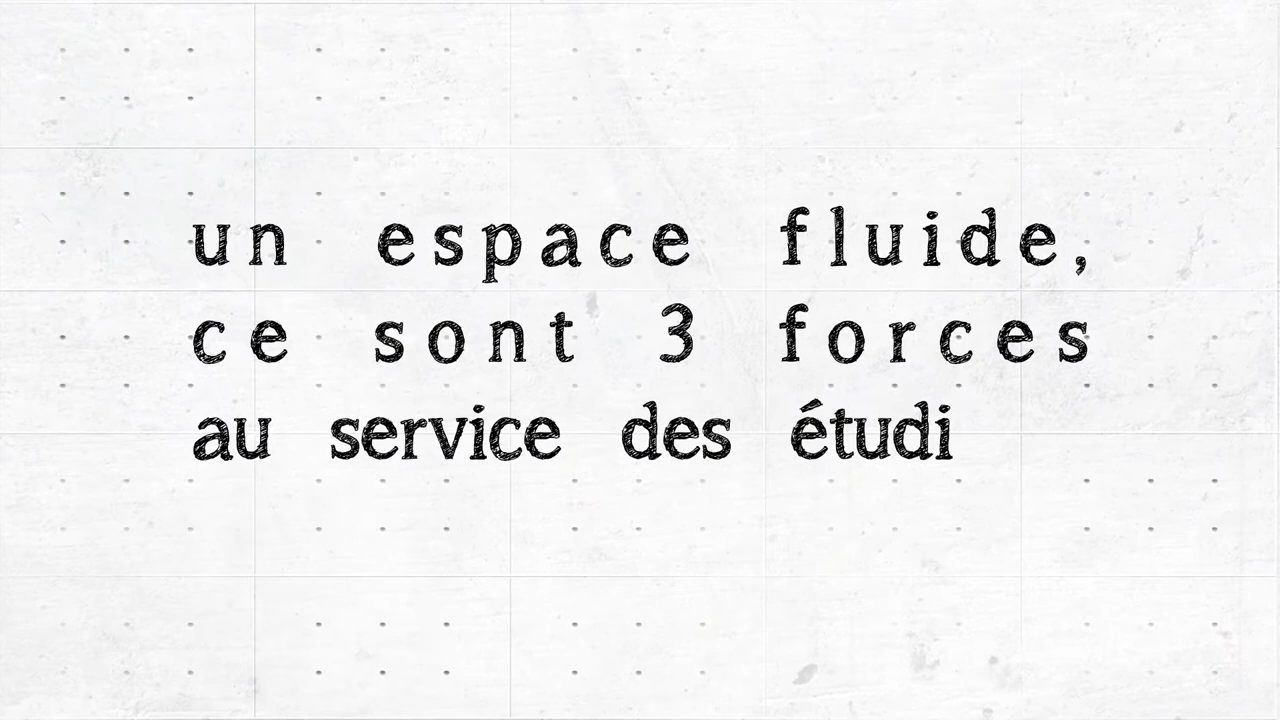 un espace fluide,
ce sont 3 forces
au service des étudi